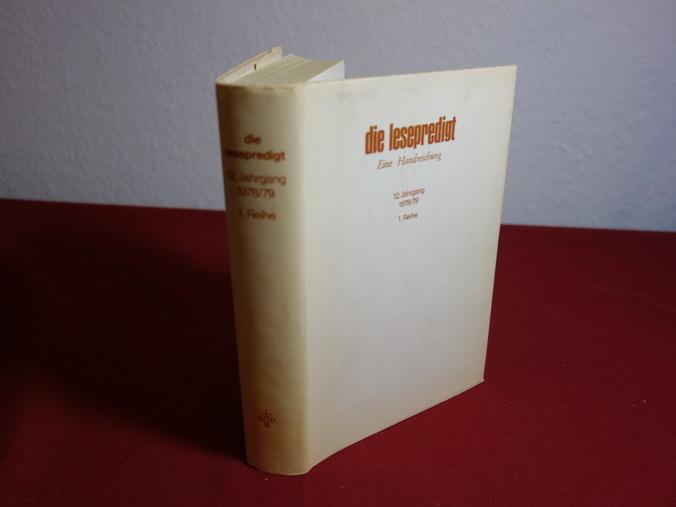 die
lesepredigt
12. Jahrgang
1978/79
1. Reihe
die lesepredigt
Eine Handreichung
12. Jahrgang
1978/79
1. Reihe